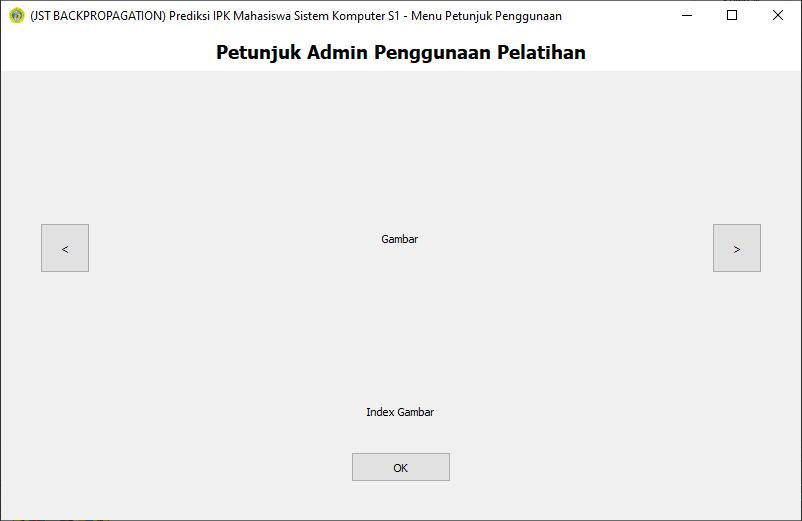 (JST BACKPROPAGATION) Prediksi IPK Mahasiswa Sistem Komputer S1 - Menu Petunjuk Penggunaan
Petunjuk Admin Penggunaan Pelatihan
<
Gambar
>
Index Gambar
OK